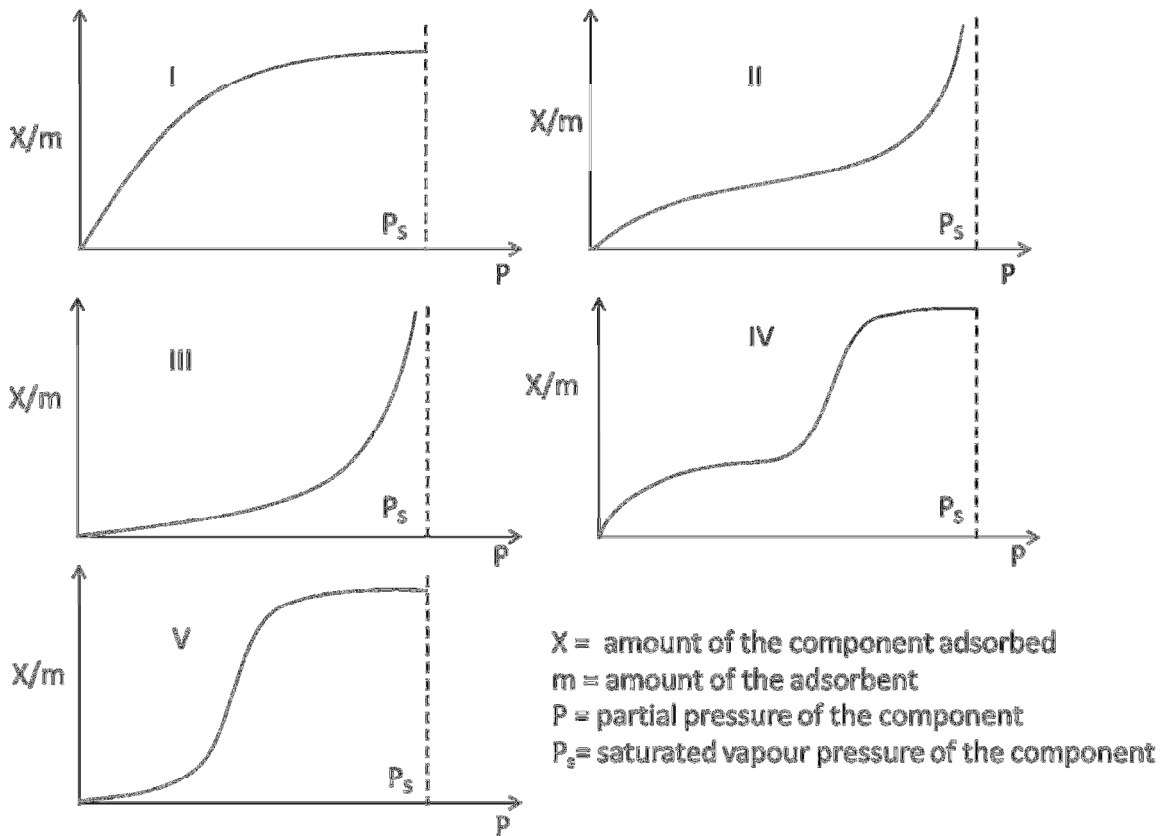 I
X/m
Ps
P
II
X/m
Ps
P
III
X/m
Ps
P
IV
X/m
Ps
P
V
X/m
Ps
P
X = amount of the component adsorbed
m = amount of the adsorbent
P = partial pressure of the component
Ps= saturated vapour pressure of the component